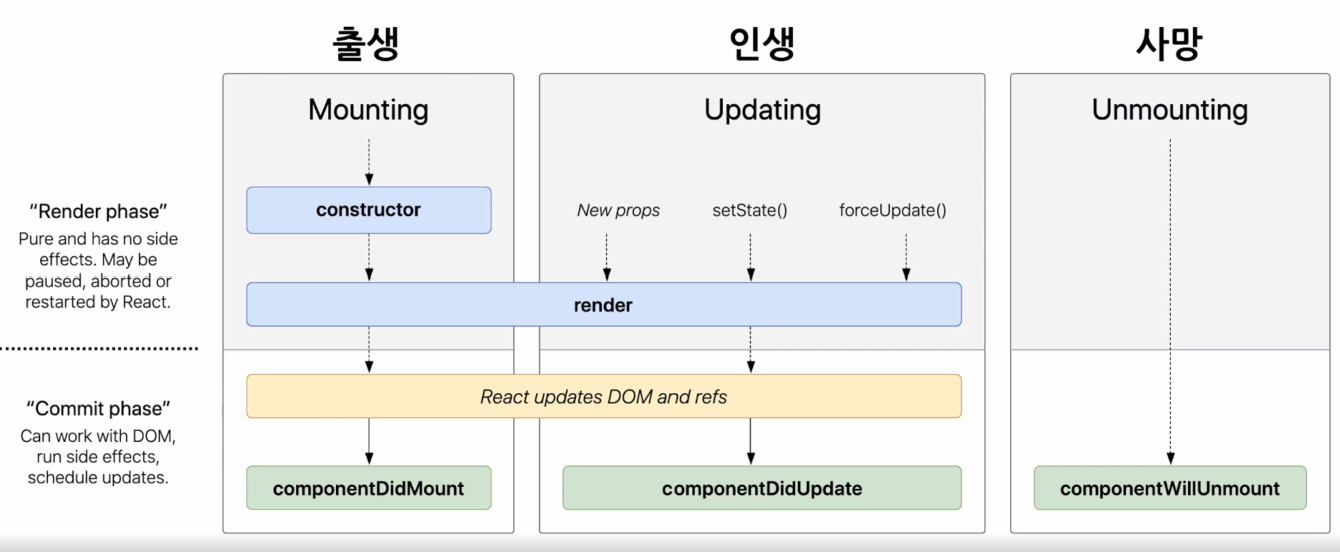 출생
인생
사망
Mounting
Updating
Unmounting
“Render phase”
Pure and has no side
effects. May be
paused, aborted or
restarted by React.
constructor
New props
setState()
forceUpdate()
render
“Commit phase”
Can work with DOM,
run side effects,
schedule updates.
React updates DOM and refs
componentDidMount
componentDidUpdate
componentWillUnmount